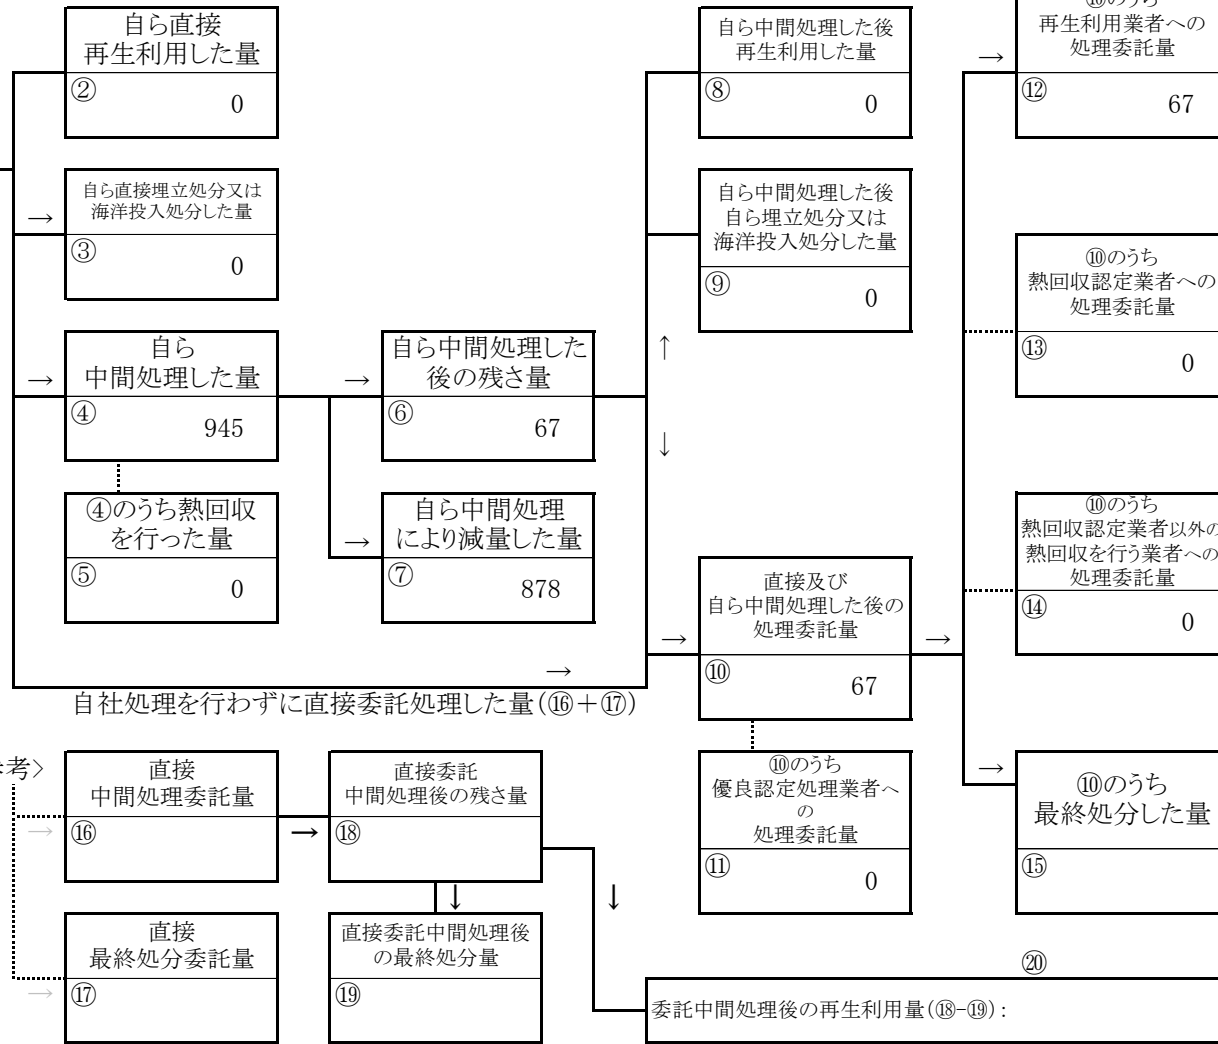 自ら直接
再生利用した量
②
0
自ら直接埋立処分又は
海洋投入処分した量
→
③
0
自ら
中間処理した量
→
④
945
④のうち熱回収
を行った量
⑤
0
自ら中間処理した
後の残さ量
→
⑥
67
自ら中間処理
により減量した量
→
⑦
878
自ら中間処理した後
再生利用した量
⑧
0
自ら中間処理した後
自ら埋立処分又は
海洋投入処分した量
⑨
0
↑
↓
直接及び
自ら中間処理した後の
処理委託量
→
⑩
67
→
→
自社処理を行わずに直接委託処理した量(⑯+⑰)
⑩のうち
優良認定処理業者へ
の
処理委託量
⑪
0
⑩のうち
再生利用業者への
処理委託量
→
⑫
67
⑩のうち
熱回収認定業者への
処理委託量
⑬
0
⑩のうち
熱回収認定業者以外の
熱回収を行う業者への
処理委託量
⑭
0
→
⑩のうち
最終処分した量
⑮
考〉
直接
中間処理委託量
→
⑯
直接
最終処分委託量
→
⑰
直接委託
中間処理後の残さ量
→
⑱
↓
直接委託中間処理後
の最終処分量
⑲
↓
⑳
委託中間処理後の再生利用量(⑱-⑲):